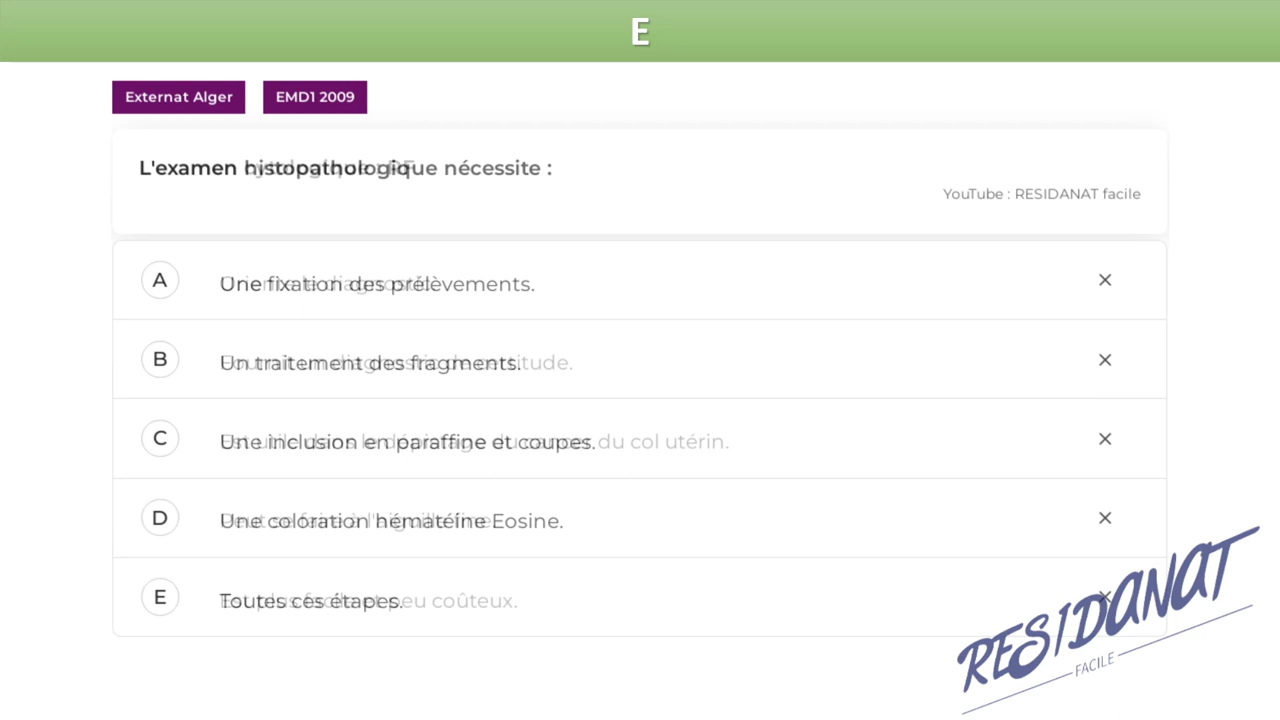 E
Externat Alger
EMD1 2009
L'examen histopathologique nécessite :
YouTube : RESIDANAT facile
A
Une fixation des prélèvements.
B
Un traitement des fragments.
C
Une inclusion en paraffine et coupes.
D
Une coloration hématéine Eosine.
E
Toutes ces étapes.
RESIDANAT
FACILE